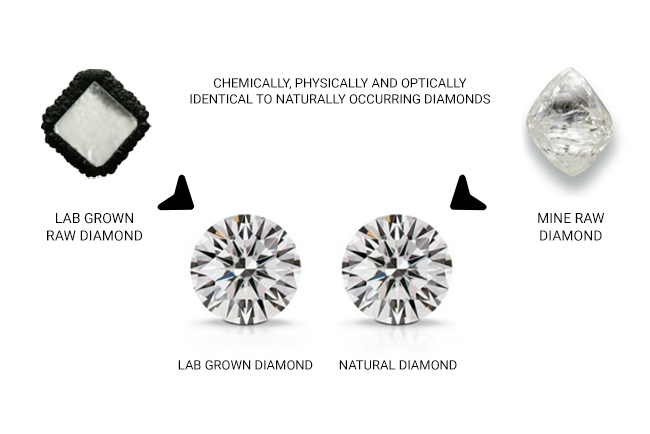 CHEMICALLY, PHYSICALLY AND OPTICALLY
IDENTICAL TO NATURALLY OCCURRING DIAMONDS
LAB GROWN
RAW DIAMOND
MINE RAW
DIAMOND
LAB GROWN DIAMOND
NATURAL DIAMOND